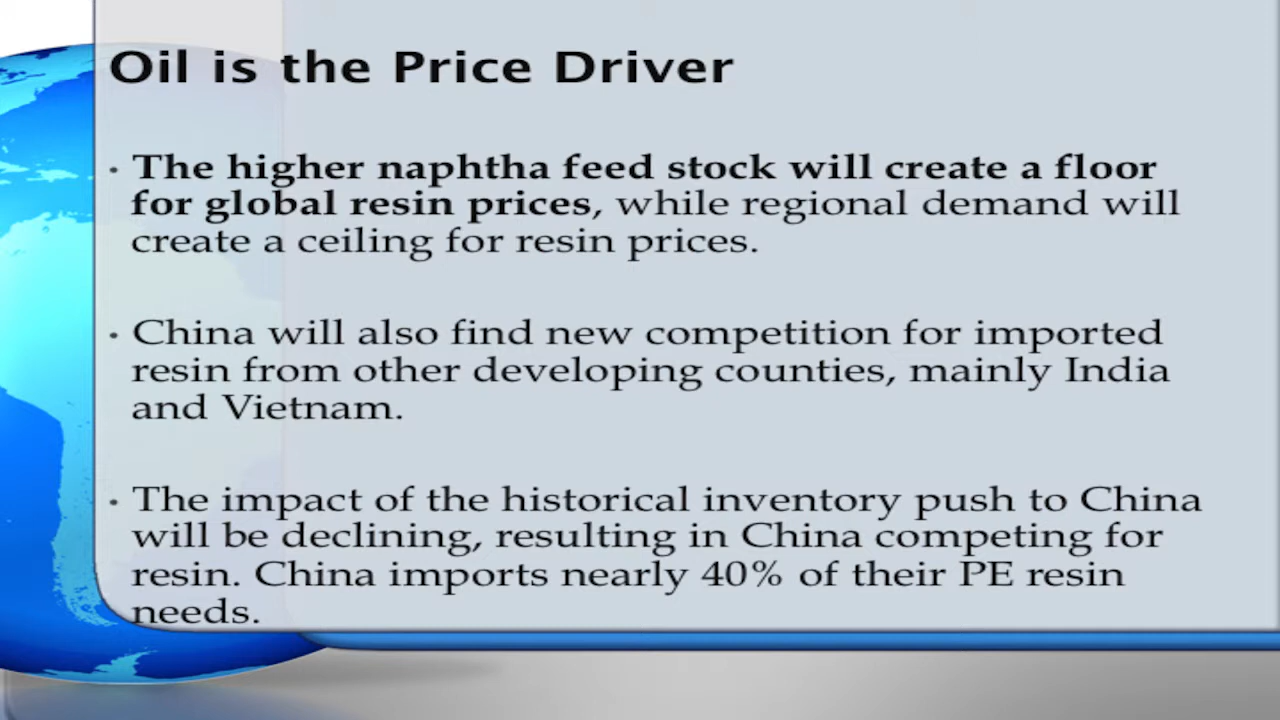 Oil is the Price Driver
• The higher naphtha feed stock will create a floor
for global resin prices, while regional demand will
create a ceiling for resin prices.
• China will also find new competition for imported
resin from other developing counties, mainly India
and Vietnam.
• The impact of the historical inventory push to China
will be declining, resulting in China competing for
resin. China imports nearly 40% of their PE resin
needs.